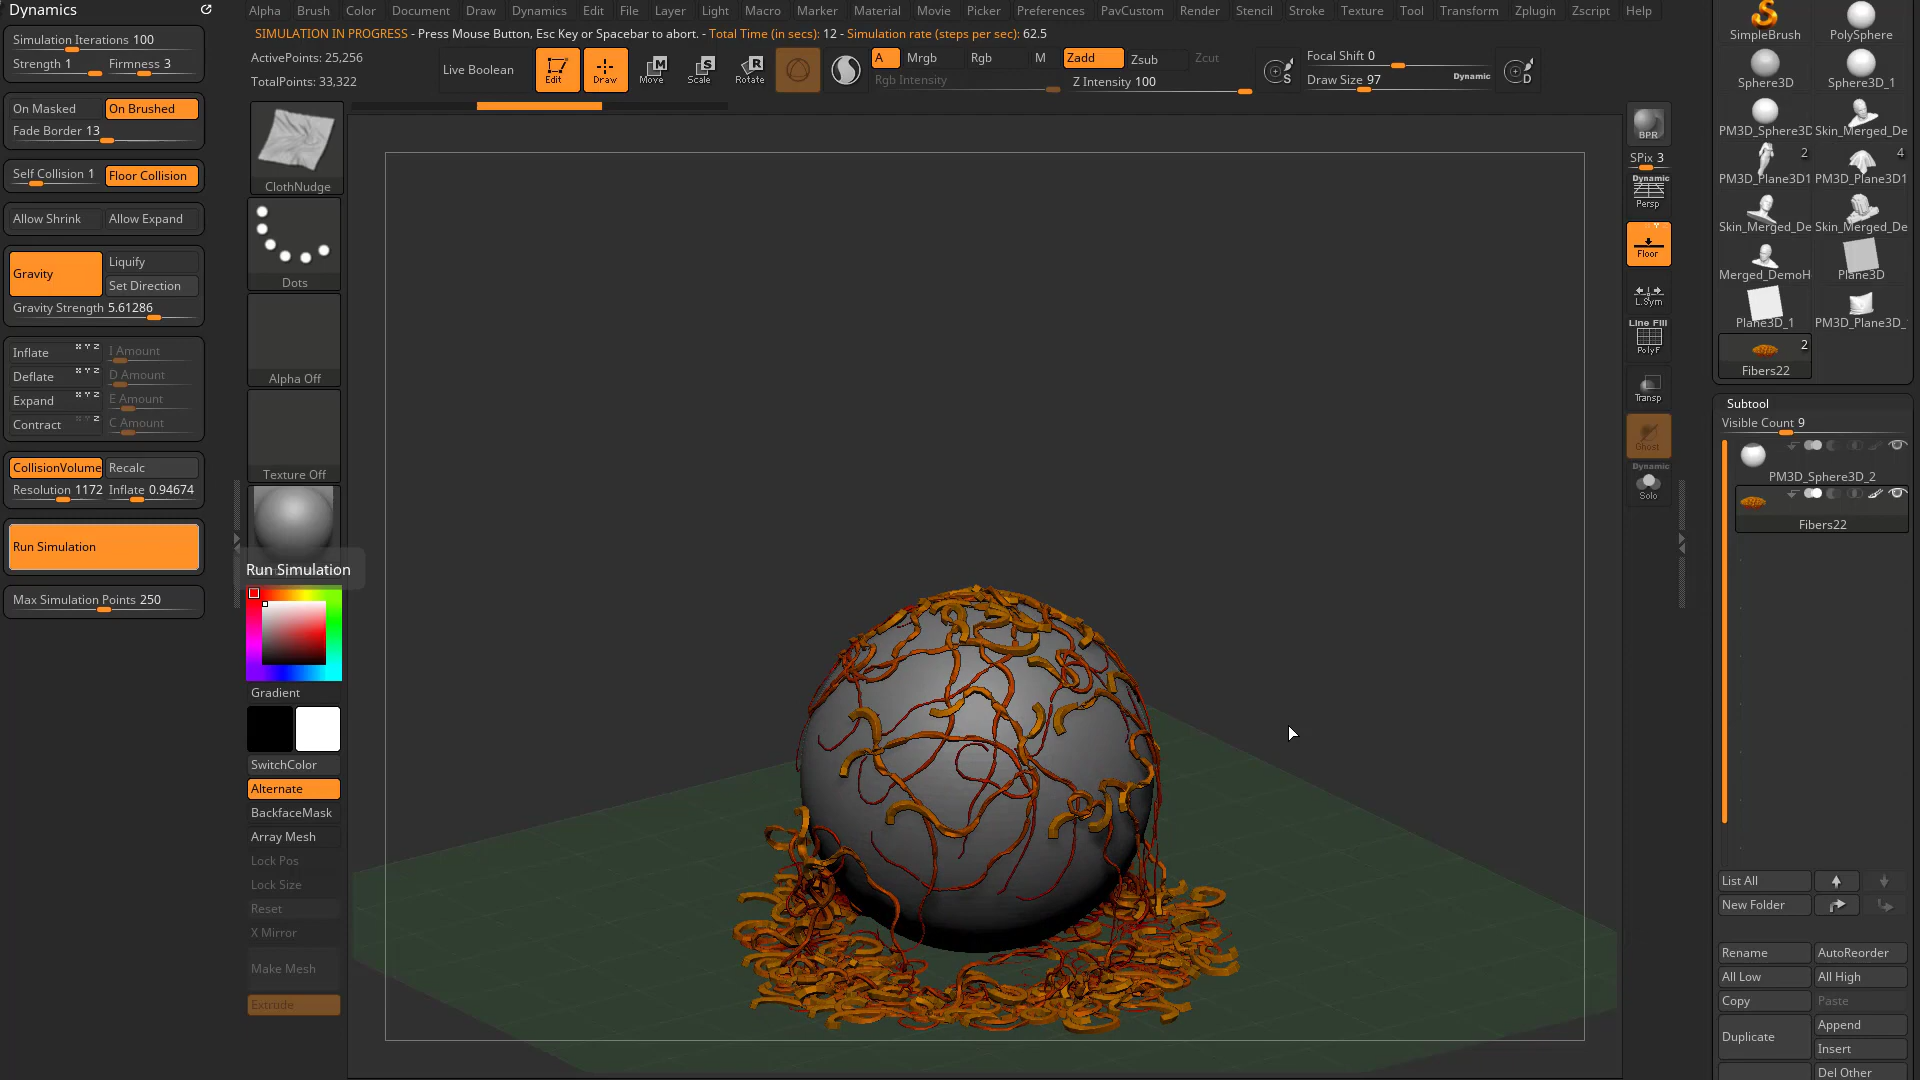 Dynamics
Simulation Iterations 100
Strength 1 Firmness 3
On Masked On Brushed
Fade Border 13
Self Collision 1 Floor Collision
Allow Shrink Allow Expand
Gravity
Liquify
Set Direction
Gravity Strength 5.61286
Inflate I Amount
Deflate D Amount
Expand E Amount
Contract C Amount
CollisionVolume Recalc
Resolution 1172 Inflate 0.94674
Run Simulation
Max Simulation Points 250
Alpha Brush Color Document Draw Dynamics Edit File Layer Light Macro Marker Material Movie Picker Preferences PavCustom Render Stencil Stroke Texture Tool Transform Zplugin Zscript Help
SIMULATION IN PROGRESS - Press Mouse Button, Esc Key or Spacebar to abort. - Total Time (in secs): 12 - Simulation rate (steps per sec): 62.5
ActivePoints: 25,256
TotalPoints: 33,322
Live Boolean
Edit
Draw
Move
Scale
Rotate
A Mrgb Rgb M Zadd Zsub Zcut
Rgb Intensity
Z Intensity 100
Focal Shift 0
Draw Size 97 Dynamic
ClothNudge
Dots
Alpha Off
Texture Off
Run Simulation
Gradient
SwitchColor
Alternate
BackfaceMask
Array Mesh
Lock Pos
Lock Size
Reset
X Mirror
Make Mesh
Extrude
BPR
SPix 3
Dynamic
Persp
Floor
L.Sym
Line Fill
PolyF
Transp
Ghost
Dynamic
Solo
SimpleBrush PolySphere
Sphere3D Sphere3D_1
PM3D_Sphere3D Skin_Merged_De
2 4
PM3D_Plane3D1 PM3D_Plane3D1
Skin_Merged_De Skin_Merged_De
Merged_DemoH Plane3D
Plane3D_1 PM3D_Plane3D_
2
Fibers22
Subtool
Visible Count 9
PM3D_Sphere3D_2
Fibers22
List All
New Folder
Rename AutoReorder
All Low All High
Copy Paste
Duplicate
Append
Insert
Del Other